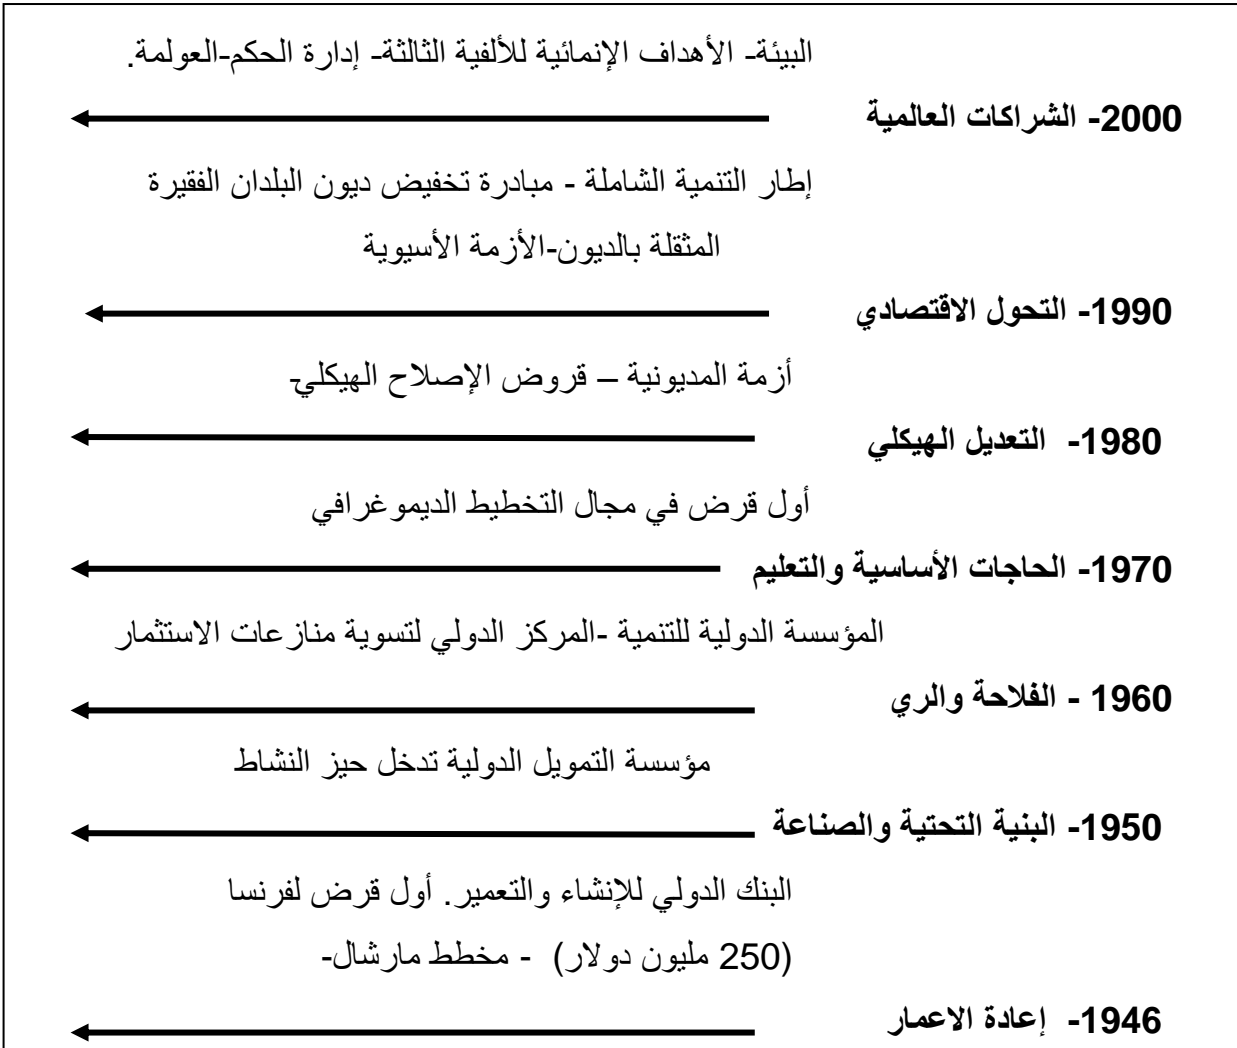 البيئة- الأهداف الإنمائية للألفية الثالثة- إدارة الحكم-العولمة.
2000- الشراكات العالمية
إطار التنمية الشاملة - مبادرة تخفيض ديون البلدان الفقيرة
المثقلة بالديون-الأزمة الأسيوية
1990- التحول الاقتصادي
أزمة المديونية – قروض الإصلاح الهيكلي-
1980- التعديل الهيكلي
أول قرض في مجال التخطيط الديموغرافي
1970- الحاجات الأساسية والتعليم
المؤسسة الدولية للتنمية -المركز الدولي لتسوية منازعات الاستثمار
1960 - الفلاحة والري
مؤسسة التمويل الدولية تدخل حيز النشاط
1950- البنية التحتية والصناعة
البنك الدولي للإنشاء والتعمير. أول قرض لفرنسا
(250 مليون دولار) - مخطط مارشال-
1946- إعادة الاعمار